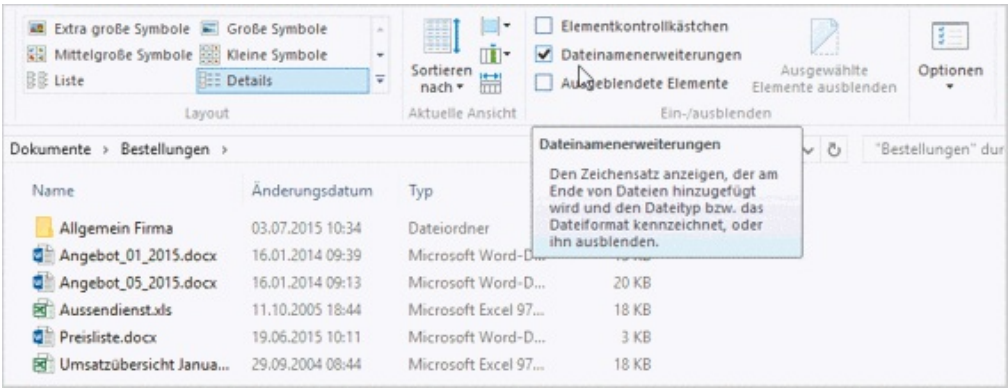 Extra große Symbole Große Symbole
Mittelgroße Symbole Kleine Symbole
Liste Details
Layout
Sortieren
nach
Aktuelle Ansicht
Elementkontrollkästchen
Dateinamenerweiterungen
Ausgeblendete Elemente
Ausgewählte
Elemente ausblenden
Ein-/ausblenden
Optionen
Dokumente > Bestellungen >
"Bestellungen" dur
Dateinamenerweiterungen
Den Zeichensatz anzeigen, der am
Ende von Dateien hinzugefügt
wird und den Dateityp bzw. das
Dateiformat kennzeichnet, oder
ihn ausblenden.
Name Änderungsdatum Typ
Allgemein Firma 03.07.2015 10:34 Dateiordner
Angebot_01_2015.docx 16.01.2014 09:39 Microsoft Word-D...
Angebot_05_2015.docx 16.01.2014 09:13 Microsoft Word-D... 20 KB
Aussendienst.xls 11.10.2005 18:44 Microsoft Excel 97... 18 KB
Preisliste.docx 19.06.2015 10:11 Microsoft Word-D... 3 KB
Umsatzübersicht Janua... 29.09.2004 08:44 Microsoft Excel 97... 18 KB